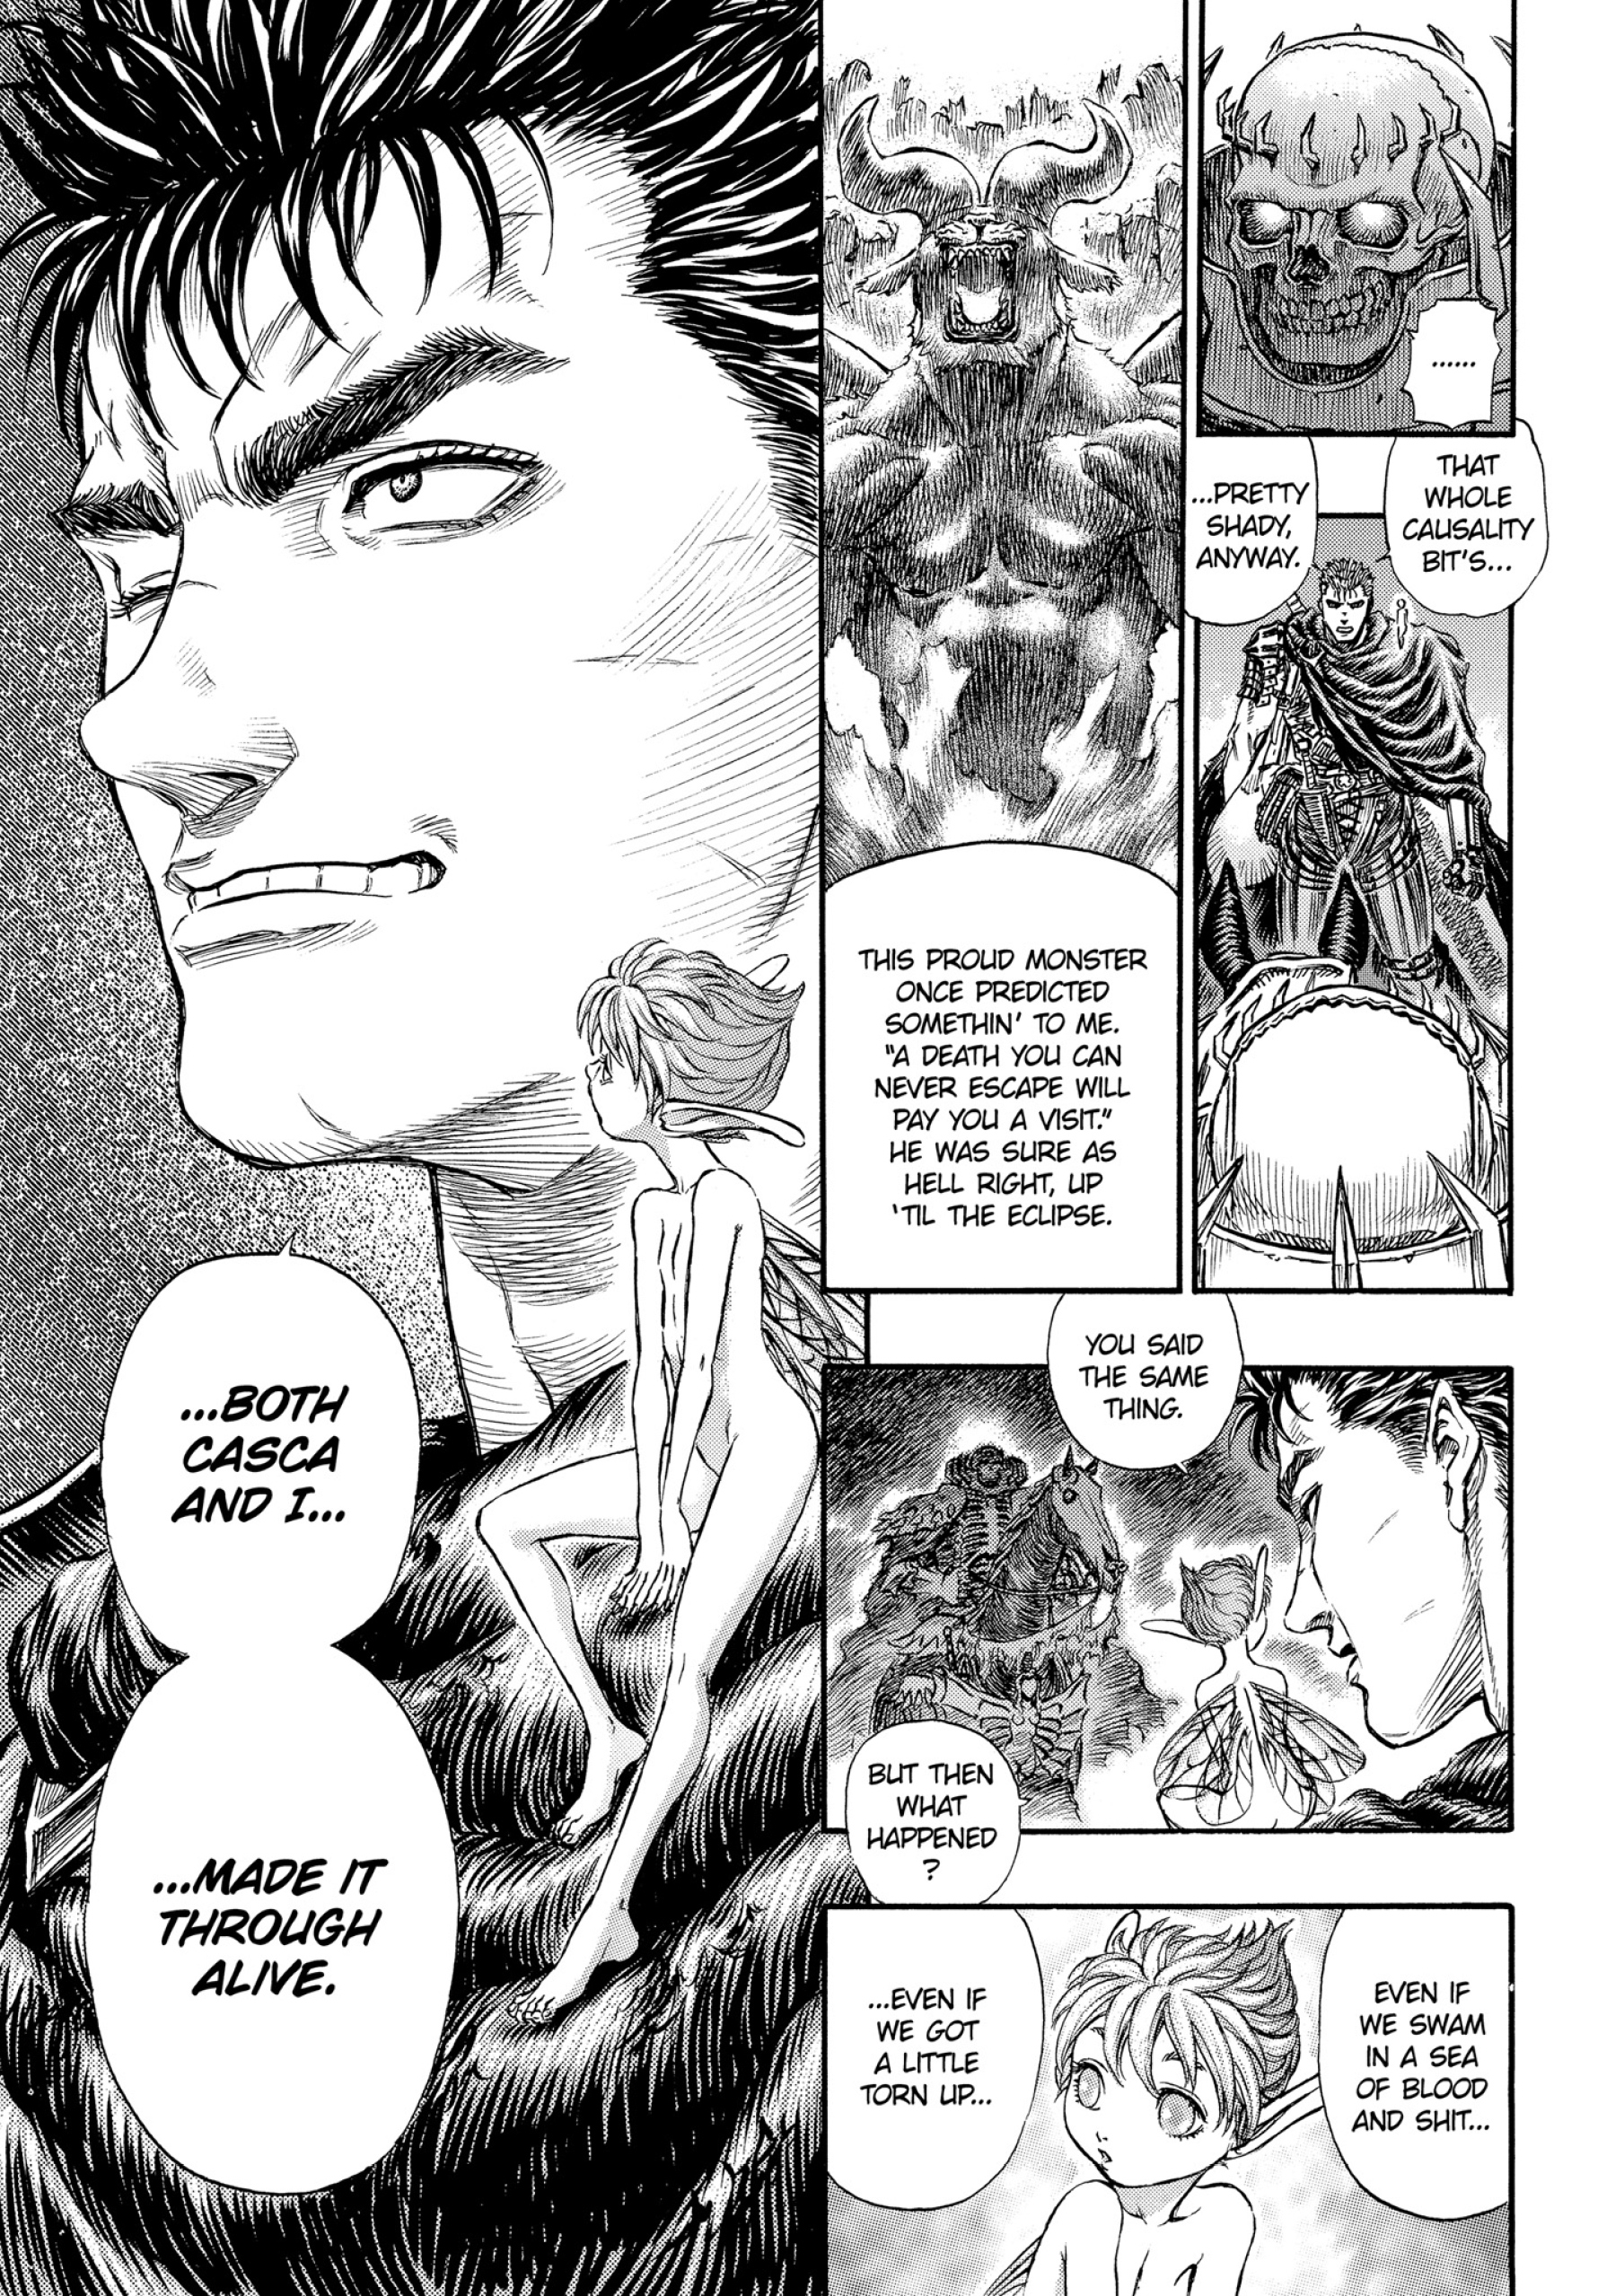 ......
THAT
WHOLE
CAUSALITY
BIT'S...
...PRETTY
SHADY,
ANYWAY.
THIS PROUD MONSTER
ONCE PREDICTED
SOMETHIN' TO ME.
"A DEATH YOU CAN
NEVER ESCAPE WILL
PAY YOU A VISIT."
HE WAS SURE AS
HELL RIGHT, UP
'TIL THE ECLIPSE.
YOU SAID
THE SAME
THING.
BUT THEN
WHAT
HAPPENED
?
EVEN IF
WE SWAM
IN A SEA
OF BLOOD
AND SHIT...
...EVEN IF
WE GOT
A LITTLE
TORN UP...
...BOTH
CASCA
AND I...
...MADE IT
THROUGH
ALIVE.